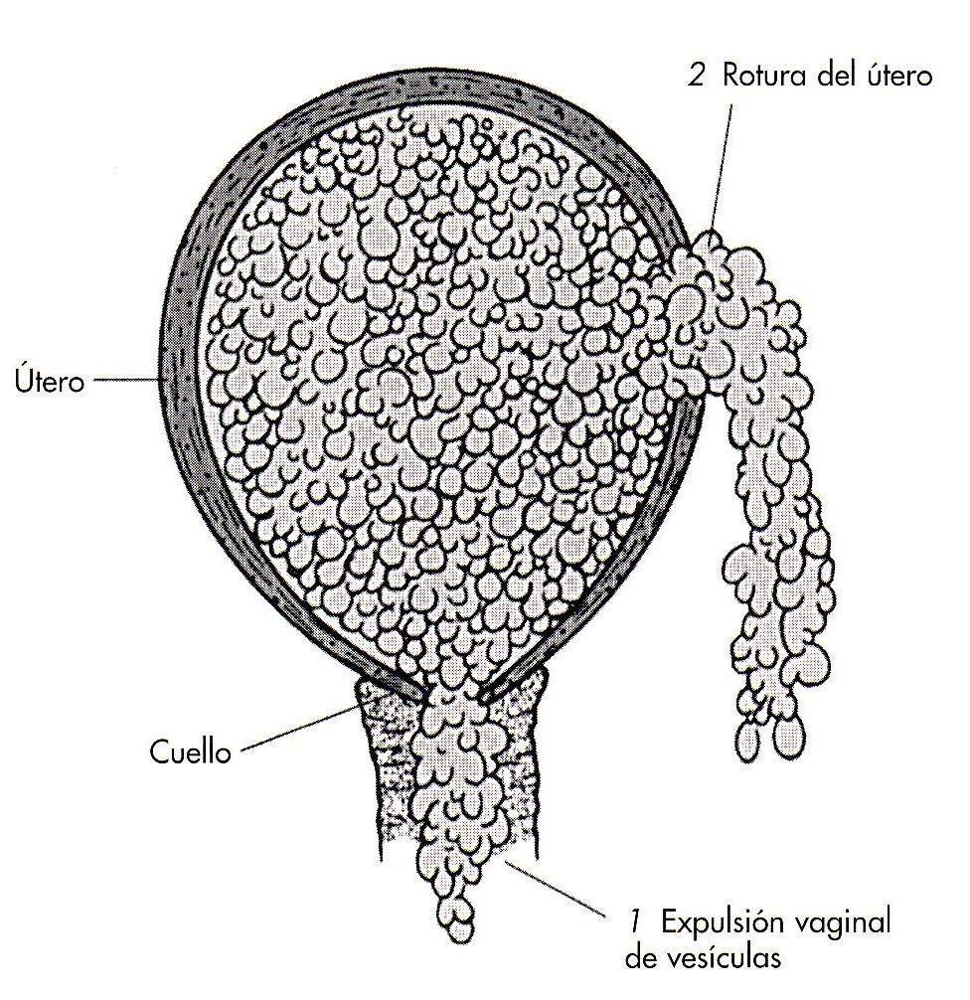 2 Rotura del útero
Útero
Cuello
1 Expulsión vaginal
de vesículas